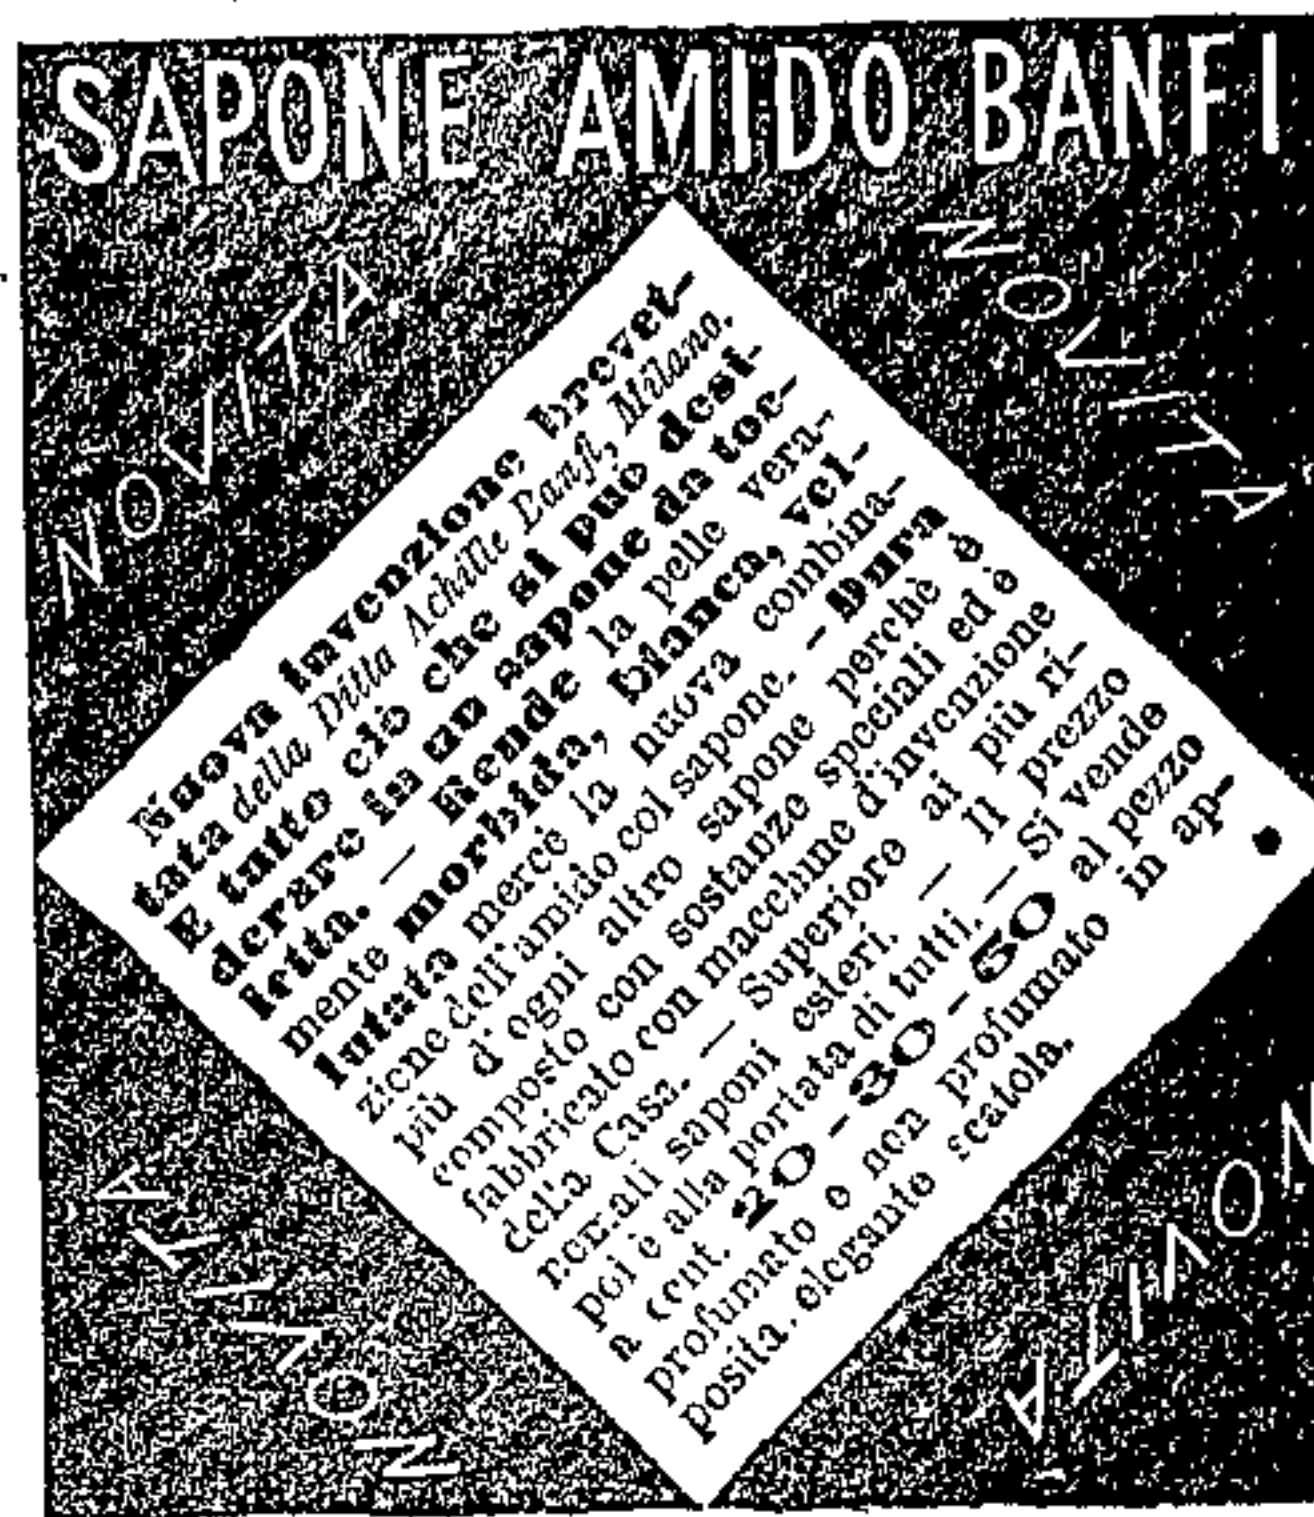 SAPONE AMIDO BANFI
NOVITÀ
NOVITÀ
Nuova invenzione brevet-
tata della Ditta Achille Banfi, Milano.
E tutto ciò che si può desi-
derare in un sapone da toe-
letta. — Rende la pelle vera-
mente morbida, bianca, vel-
lutata mercè la nuova combina-
zione dell'amido col sapone. - Dura
più d'ogni altro sapone perchè è
composto con sostanze speciali ed è
fabbricato con macchine d'invenzione
della Casa. — Superiore ai più ri-
nomati saponi esteri. — Il prezzo
poi è alla portata di tutti. — Si vende
a cent. 20-30-50 al pezzo
profumato e non profumato in ap-
posita, elegante scatola.
NOVITÀ
NOVITÀ